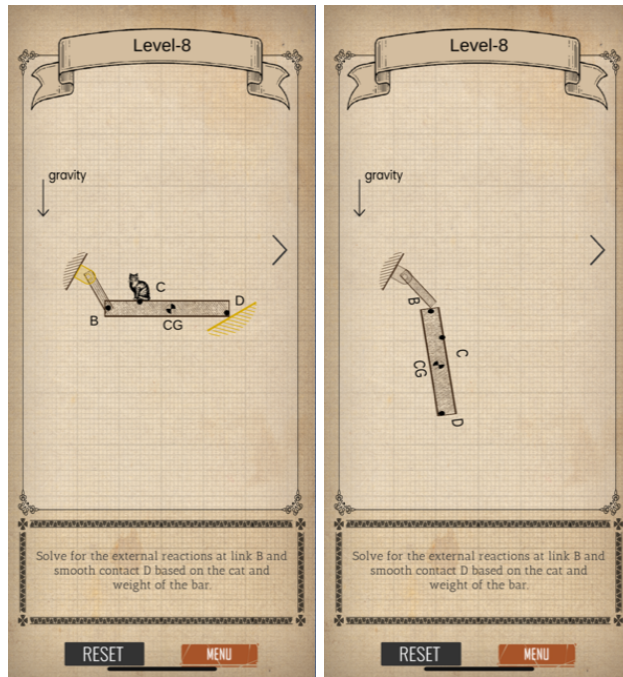 Level-8
gravity
C
D
B
CG
Solve for the external reactions at link B and
smooth contact D based on the cat and
weight of the bar.
RESET
MENU
Level-8
gravity
B
C
CG
D
Solve for the external reactions at link B and
smooth contact D based on the cat and
weight of the bar.
RESET
MENU